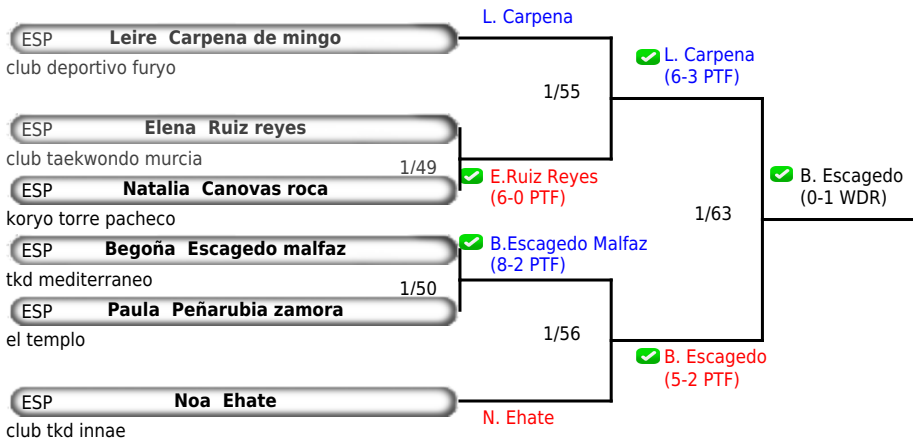 L. Carpena
ESP Leire Carpena de mingo
club deportivo furyo
L. Carpena
(6-3 PTF)
1/55
ESP Elena Ruiz reyes
club taekwondo murcia
1/49
E.Ruiz Reyes
(6-0 PTF)
ESP Natalia Canovas roca
koryo torre pacheco
B. Escagedo
(0-1 WDR)
1/63
ESP Begoña Escagedo malfaz
tkd mediterraneo
B.Escagedo Malfaz
(8-2 PTF)
1/50
ESP Paula Peñarubia zamora
el templo
1/56
B. Escagedo
(5-2 PTF)
ESP Noa Ehate
club tkd innae
N. Ehate